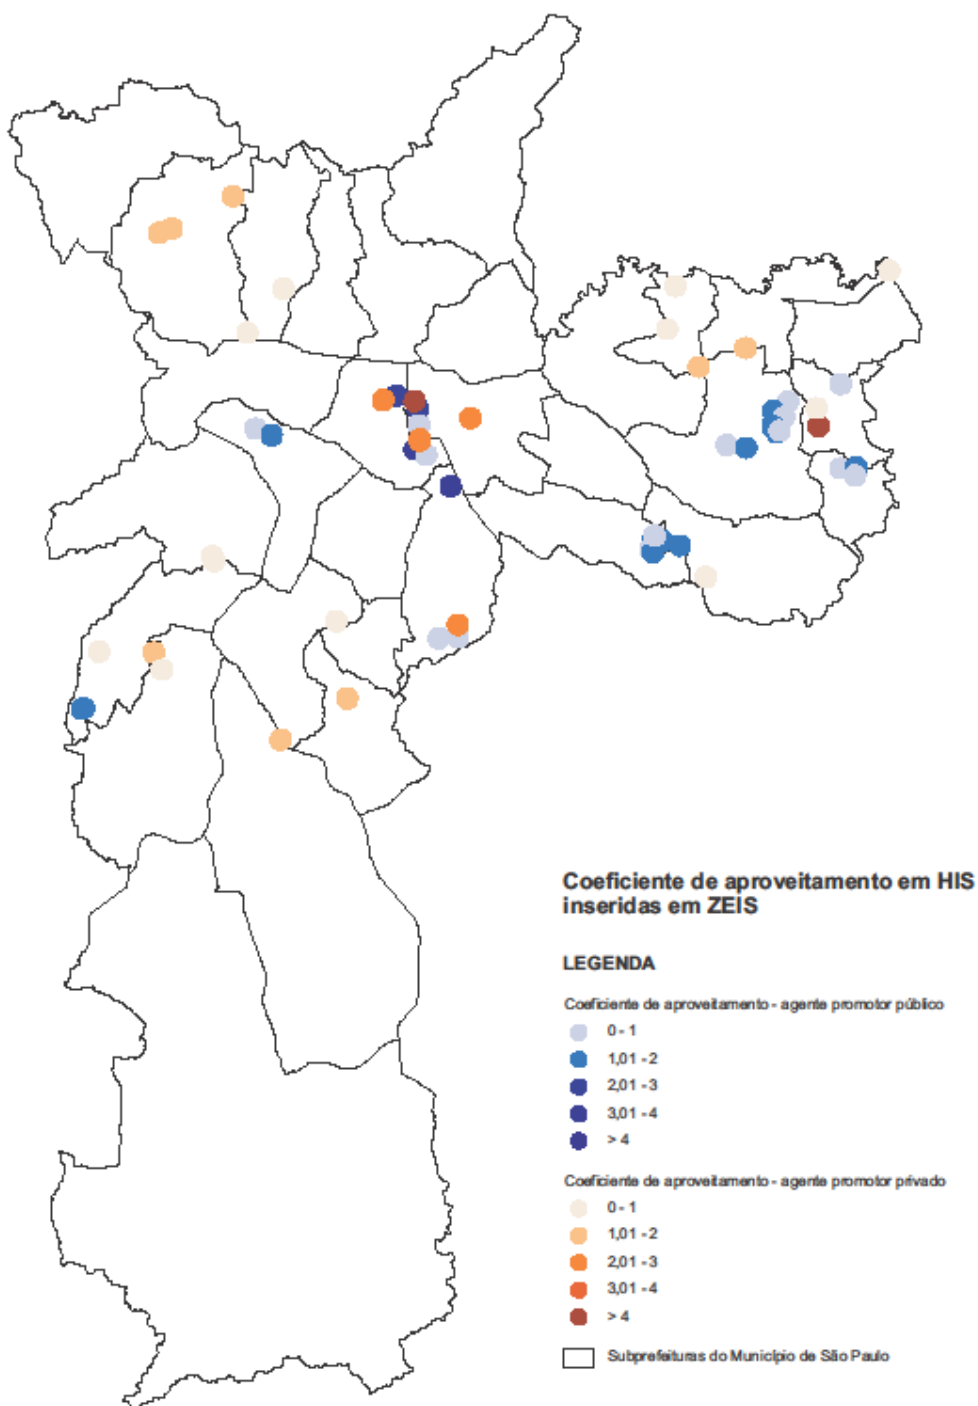 Coeficiente de aproveitamento em HIS
inseridas em ZEIS
LEGENDA
Coeficiente de aproveitamento - agente promotor público
0 - 1
1,01 - 2
2,01 - 3
3,01 - 4
> 4
Coeficiente de aproveitamento - agente promotor privado
0 - 1
1,01 - 2
2,01 - 3
3,01 - 4
> 4
Subprefeituras do Município de São Paulo